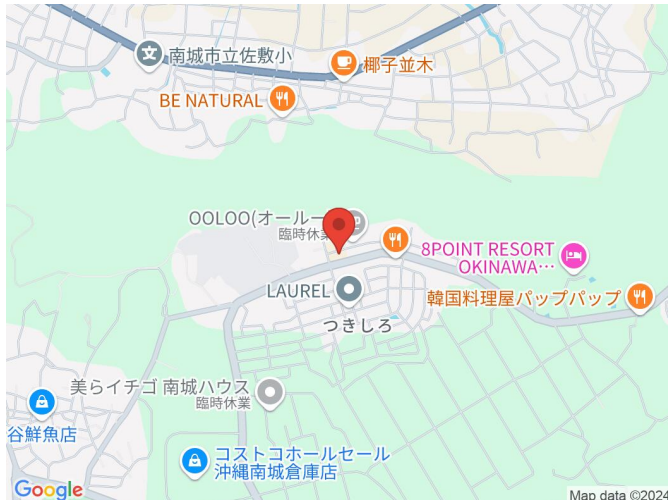 南城市立佐敷小
椰子並木
BE NATURAL
OOLOO(オールー
臨時休業
8POINT RESORT
OKINAWA…
LAUREL
韓国料理屋パップパップ
つきしろ
美らイチゴ 南城ハウス
臨時休業
谷鮮魚店
コストコホールセール
沖縄南城倉庫店
Google
Map data ©2024